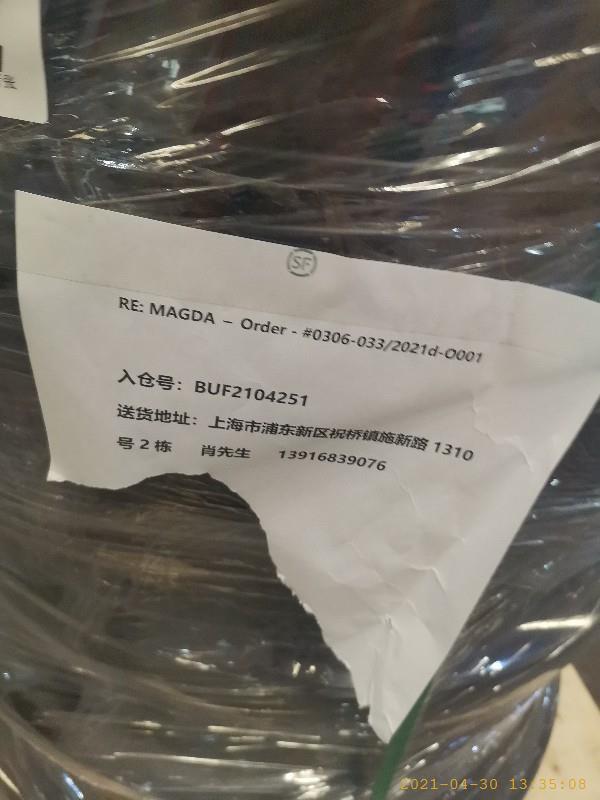 SF
RE: MAGDA – Order - #0306-033/2021d-O001
入仓号：BUF2104251
送货地址：上海市浦东新区祝桥镇施新路 1310
号 2 栋 肖先生 13916839076
2021-04-30 13:35:08